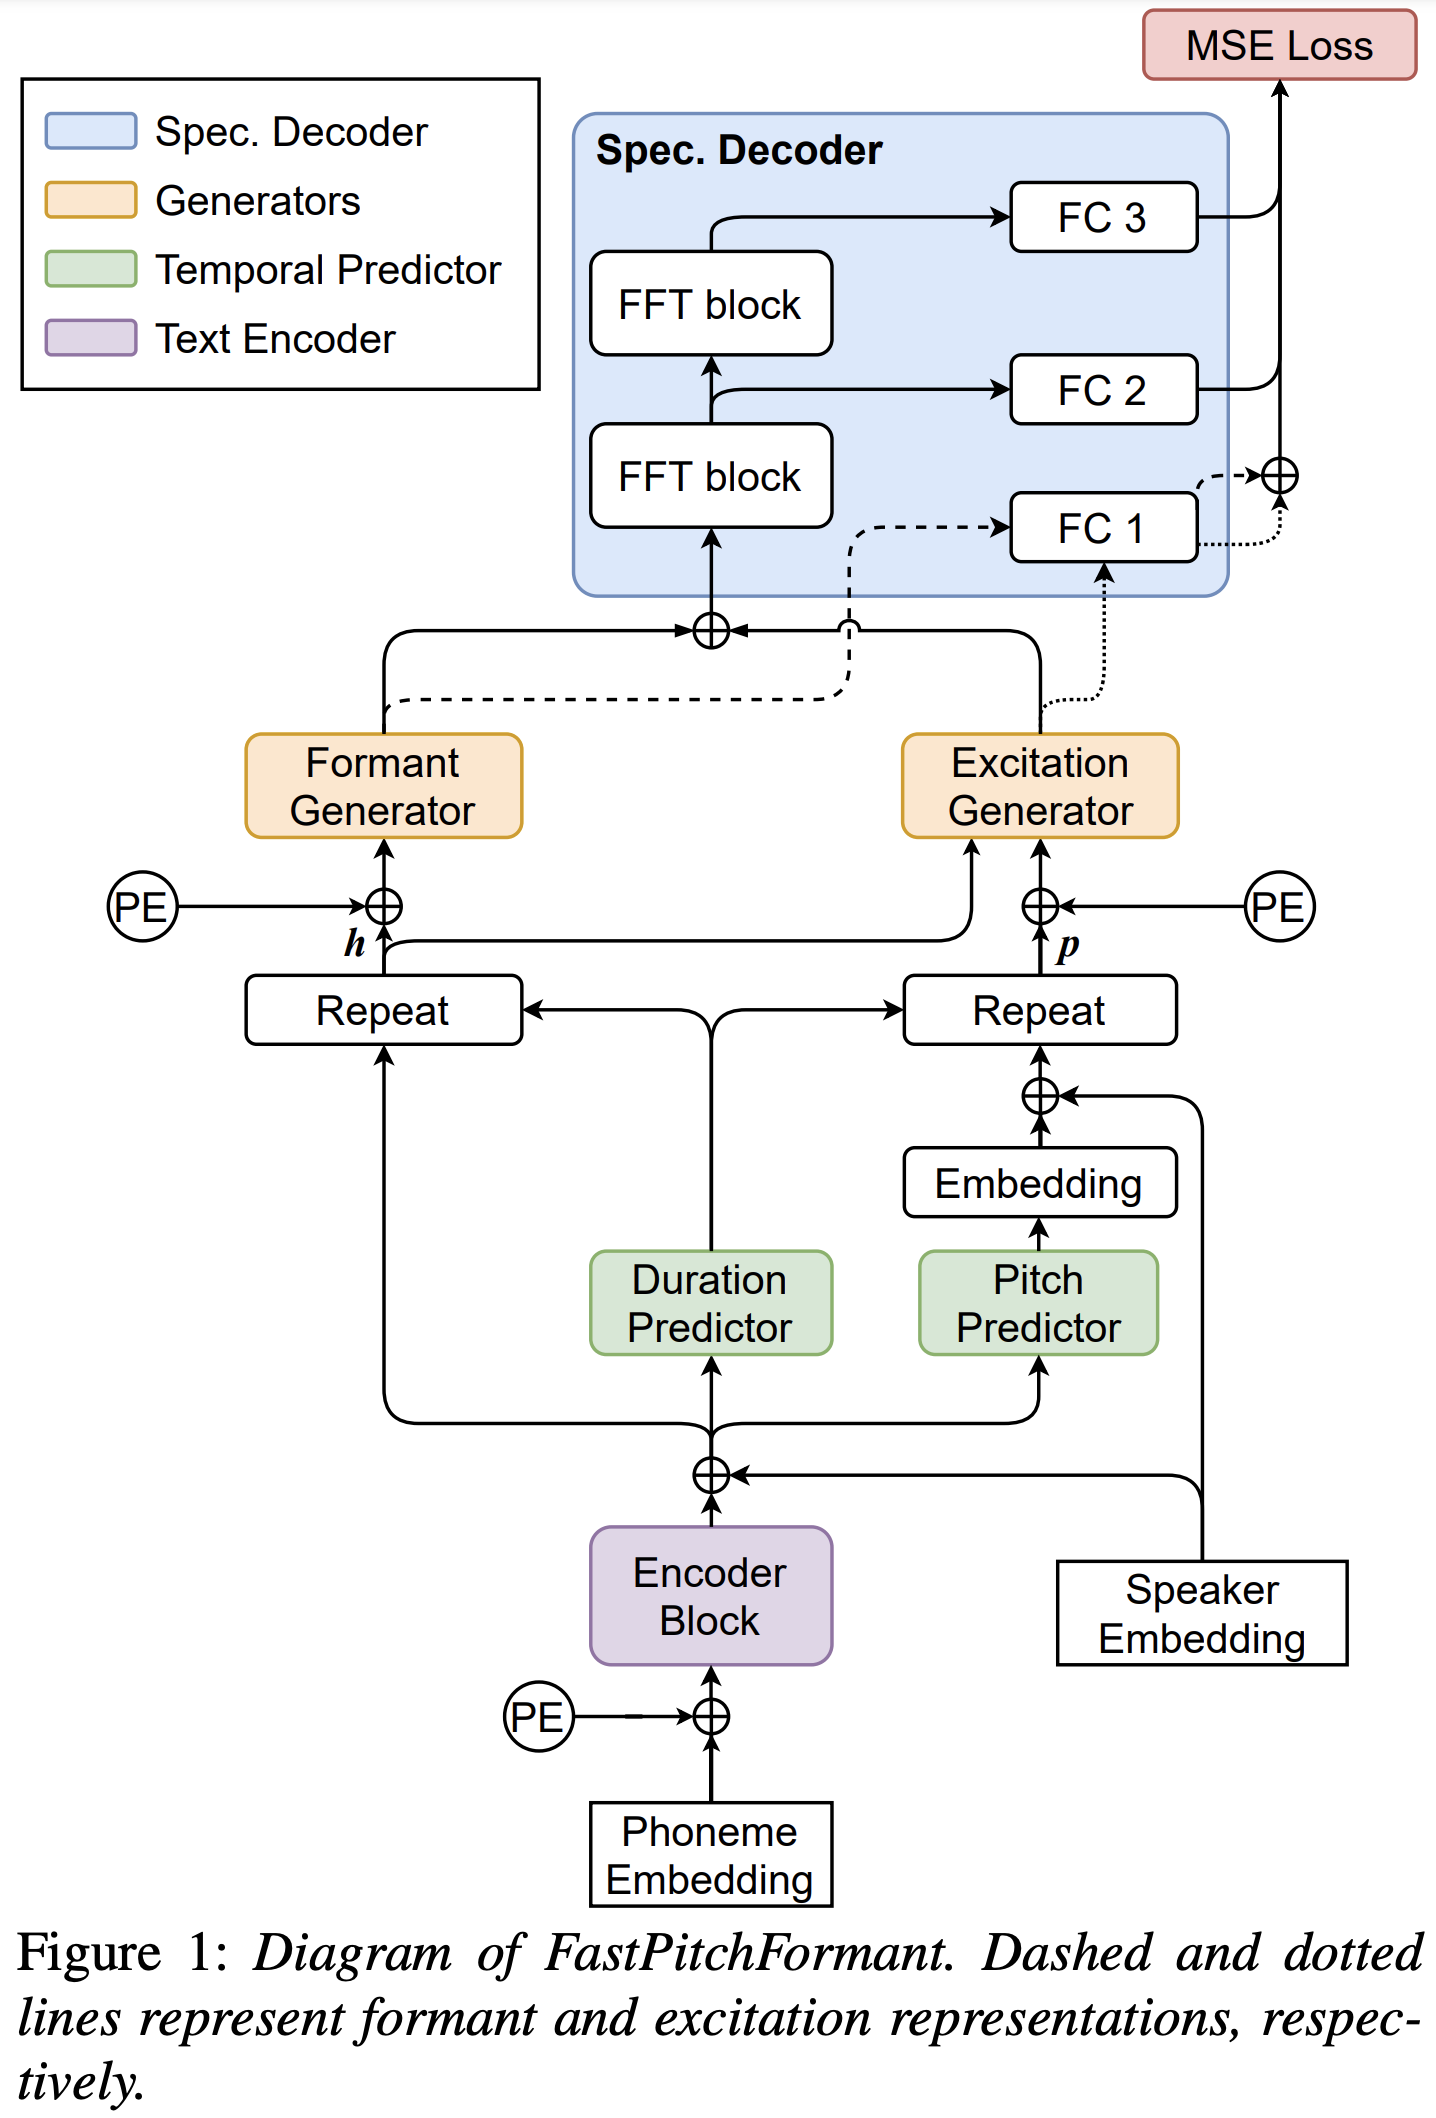 MSE Loss
Spec. Decoder
Generators
Temporal Predictor
Text Encoder
Spec. Decoder
FC 3
FFT block
FC 2
FFT block
FC 1
Formant
Generator
Excitation
Generator
PE
PE
h
p
Repeat
Repeat
Embedding
Duration
Predictor
Pitch
Predictor
Encoder
Block
Speaker
Embedding
PE
Phoneme
Embedding
Figure 1: Diagram of FastPitchFormant. Dashed and dotted
lines represent formant and excitation representations, respec-
tively.